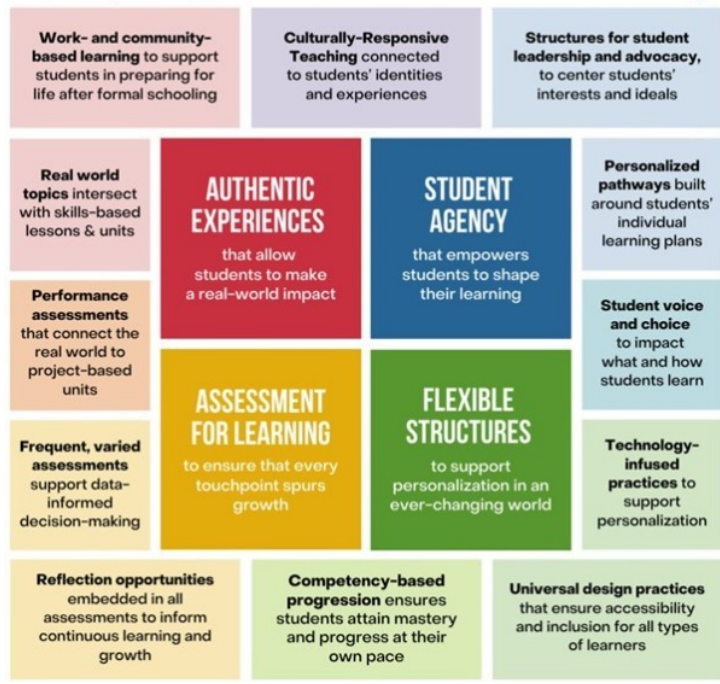 Work- and community-
based learning to support
students in preparing for
life after formal schooling
Culturally-Responsive
Teaching connected
to students' identities
and experiences
Structures for student
leadership and advocacy,
to center students'
interests and ideals
Real world
topics intersect
with skills-based
lessons & units
AUTHENTIC
EXPERIENCES
that allow
students to make
a real-world impact
STUDENT
AGENCY
that empowers
students to shape
their learning
Personalized
pathways built
around students'
individual
learning plans
Performance
assessments
that connect the
real world to
project-based
units
Student voice
and choice
to impact
what and how
students learn
ASSESSMENT
FOR LEARNING
to ensure that every
touchpoint spurs
growth
FLEXIBLE
STRUCTURES
to support
personalization in an
ever-changing world
Frequent, varied
assessments
support data-
informed
decision-making
Technology-
infused
practices to
support
personalization
Reflection opportunities
embedded in all
assessments to inform
continuous learning and
growth
Competency-based
progression ensures
students attain mastery
and progress at their
own pace
Universal design practices
that ensure accessibility
and inclusion for all types
of learners